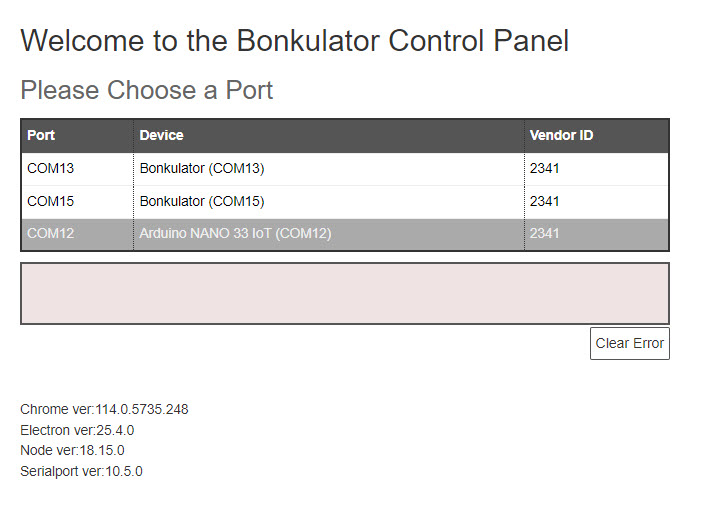 Welcome to the Bonkulator Control Panel
Please Choose a Port
Port Device Vendor ID
COM13 Bonkulator (COM13) 2341
COM15 Bonkulator (COM15) 2341
COM12 Arduino NANO 33 IoT (COM12) 2341
Clear Error
Chrome ver:114.0.5735.248
Electron ver:25.4.0
Node ver:18.15.0
Serialport ver:10.5.0